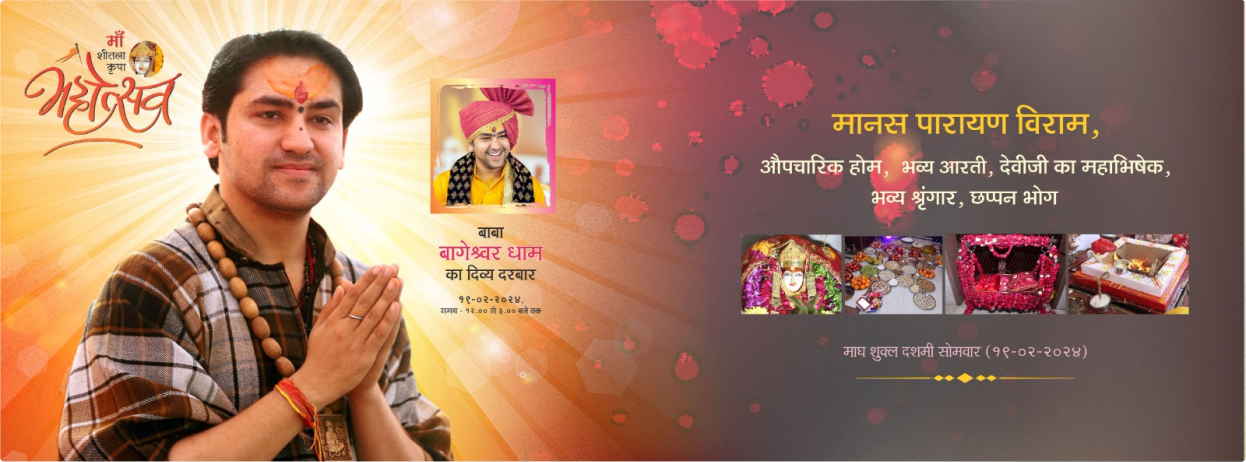 माँ
शीतला
कृपा
महोत्सव
बाबा
बागेश्वर धाम
का दिव्य दरबार
१९-०२-२०२४,
समय - १२.०० से ३.०० बजे तक
मानस पारायण विराम,
औपचारिक होम, भव्य आरती, देवीजी का महाभिषेक,
भव्य श्रृंगार, छप्पन भोग
माघ शुक्ल दशमी सोमवार (१९-०२-२०२४)